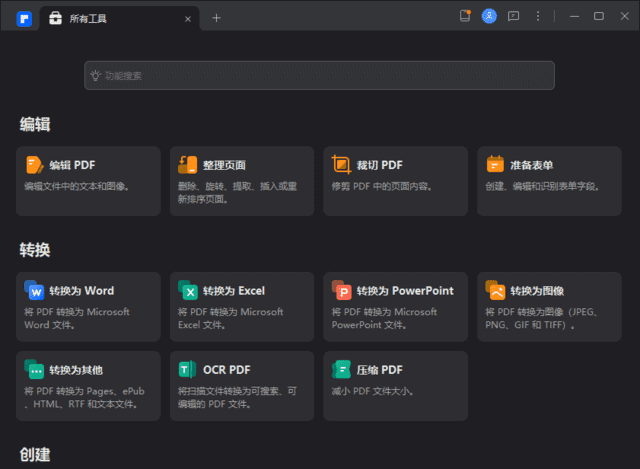 所有工具
功能搜索
编辑
编辑 PDF
编辑文件中的文本和图像。
整理页面
删除、旋转、提取、插入或重
新排序页面。
裁切 PDF
修剪 PDF 中的页面内容。
准备表单
创建、编辑和识别表单字段。
转换
转换为 Word
将 PDF 转换为 Microsoft
Word 文件。
转换为 Excel
将 PDF 转换为 Microsoft
Excel 文件。
转换为 PowerPoint
将 PDF 转换为 Microsoft
PowerPoint 文件。
转换为图像
将 PDF 转换为图像（JPEG、
PNG、GIF 和 TIFF）。
转换为其他
将 PDF 转换为 Pages、ePub
、HTML、RTF 和文本文件。
OCR PDF
将扫描文件转换为可搜索、可
编辑的 PDF 文件。
压缩 PDF
减小 PDF 文件大小。
创建